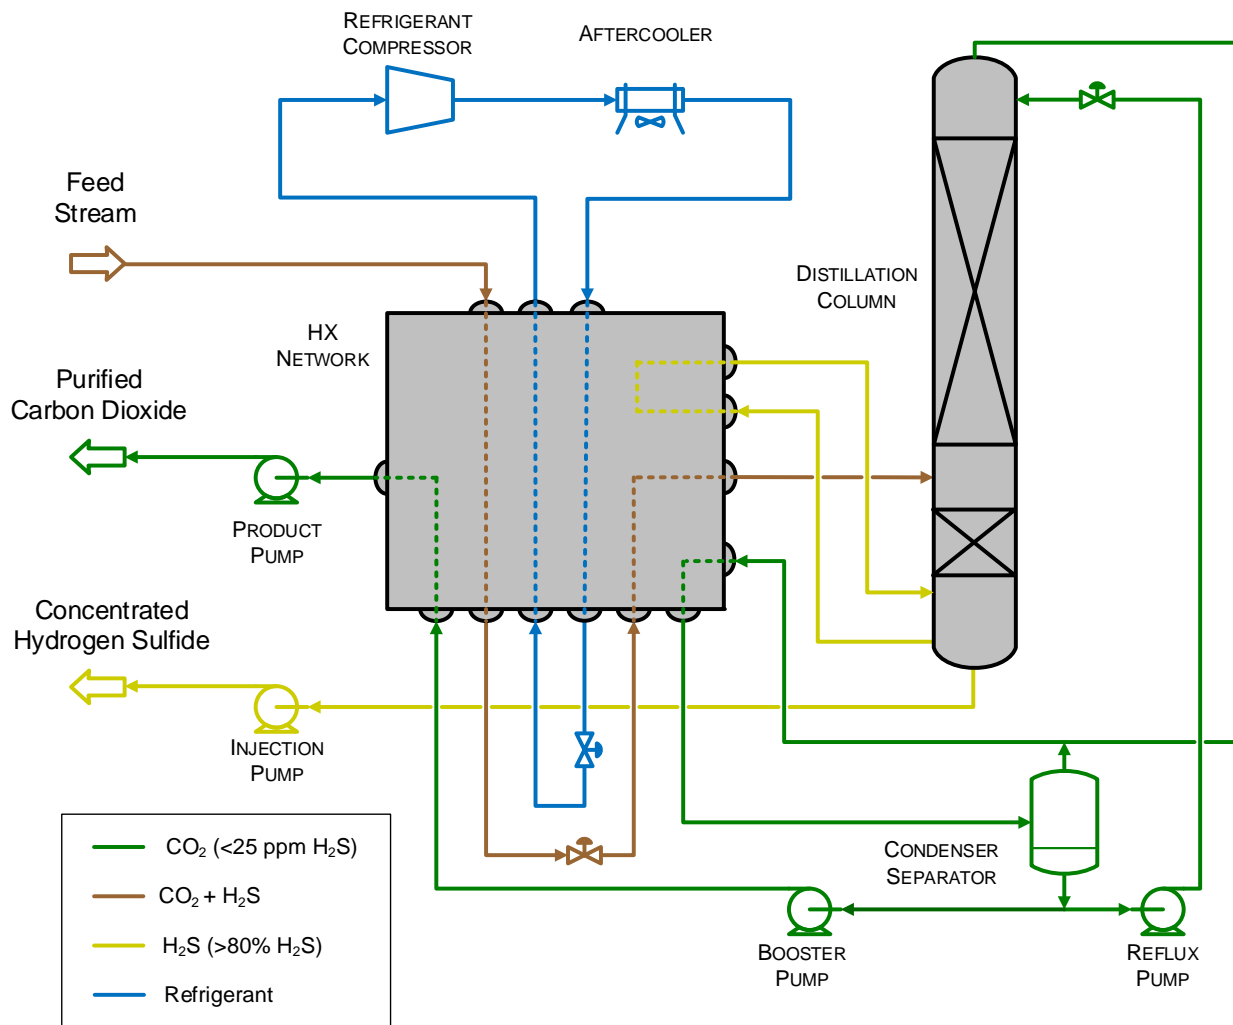 REFRIGERANT
COMPRESSOR
AFTERCOOLER
Feed
Stream
DISTILLATION
COLUMN
HX
NETWORK
Purified
Carbon Dioxide
PRODUCT
PUMP
Concentrated
Hydrogen Sulfide
INJECTION
PUMP
CO₂ (<25 ppm H₂S)
CO₂ + H₂S
H₂S (>80% H₂S)
Refrigerant
CONDENSER
SEPARATOR
BOOSTER
PUMP
REFLUX
PUMP